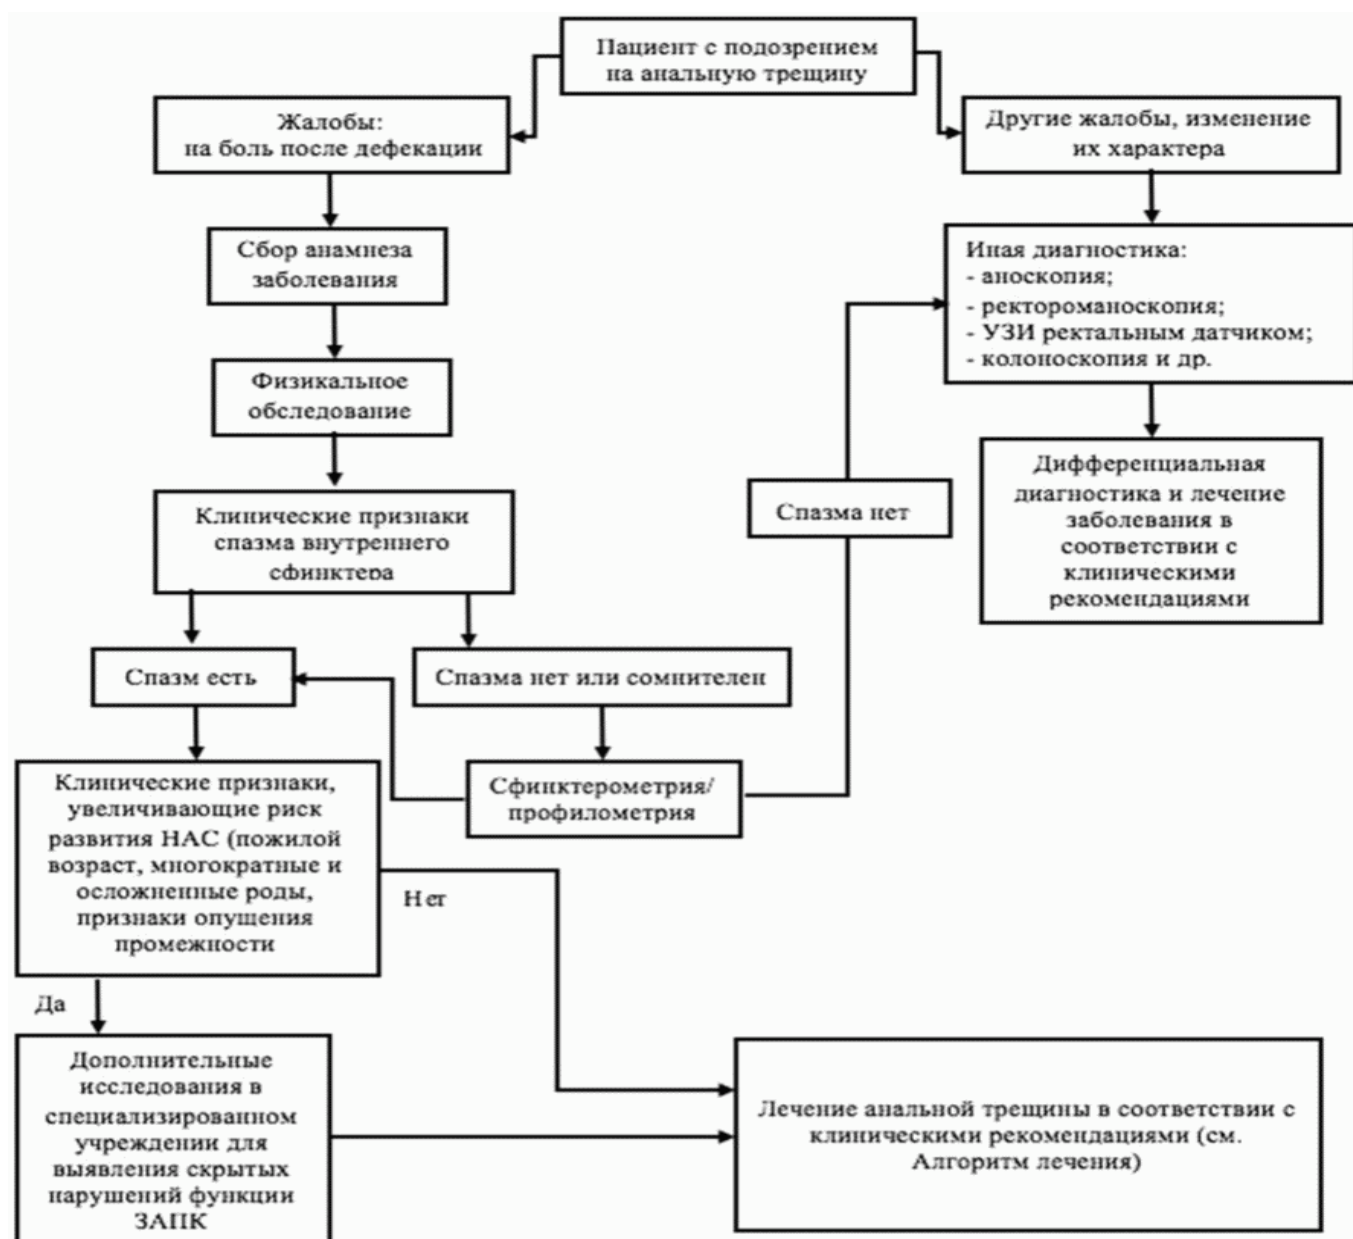 Пациент с подозрением
на анальную трещину
Жалобы:
на боль после дефекации
Другие жалобы, изменение
их характера
Сбор анамнеза
заболевания
Иная диагностика:
- аноскопия;
- ректороманоскопия;
- УЗИ ректальным датчиком;
- колоноскопия и др.
Физикальное
обследование
Дифференциальная
диагностика и лечение
заболевания в
соответствии с
клиническими
рекомендациями
Клинические признаки
спазма внутреннего
сфинктера
Спазма нет
Спазм есть
Спазма нет или сомнителен
Сфинктерометрия/
профилометрия
Клинические признаки,
увеличивающие риск
развития НАС (пожилой
возраст, многократные и
осложненные роды,
признаки опущения
промежности
Нет
Да
Дополнительные
исследования в
специализированном
учреждении для
выявления скрытых
нарушений функции
ЗАПК
Лечение анальной трещины в соответствии с
клиническими рекомендациями (см.
Алгоритм лечения)